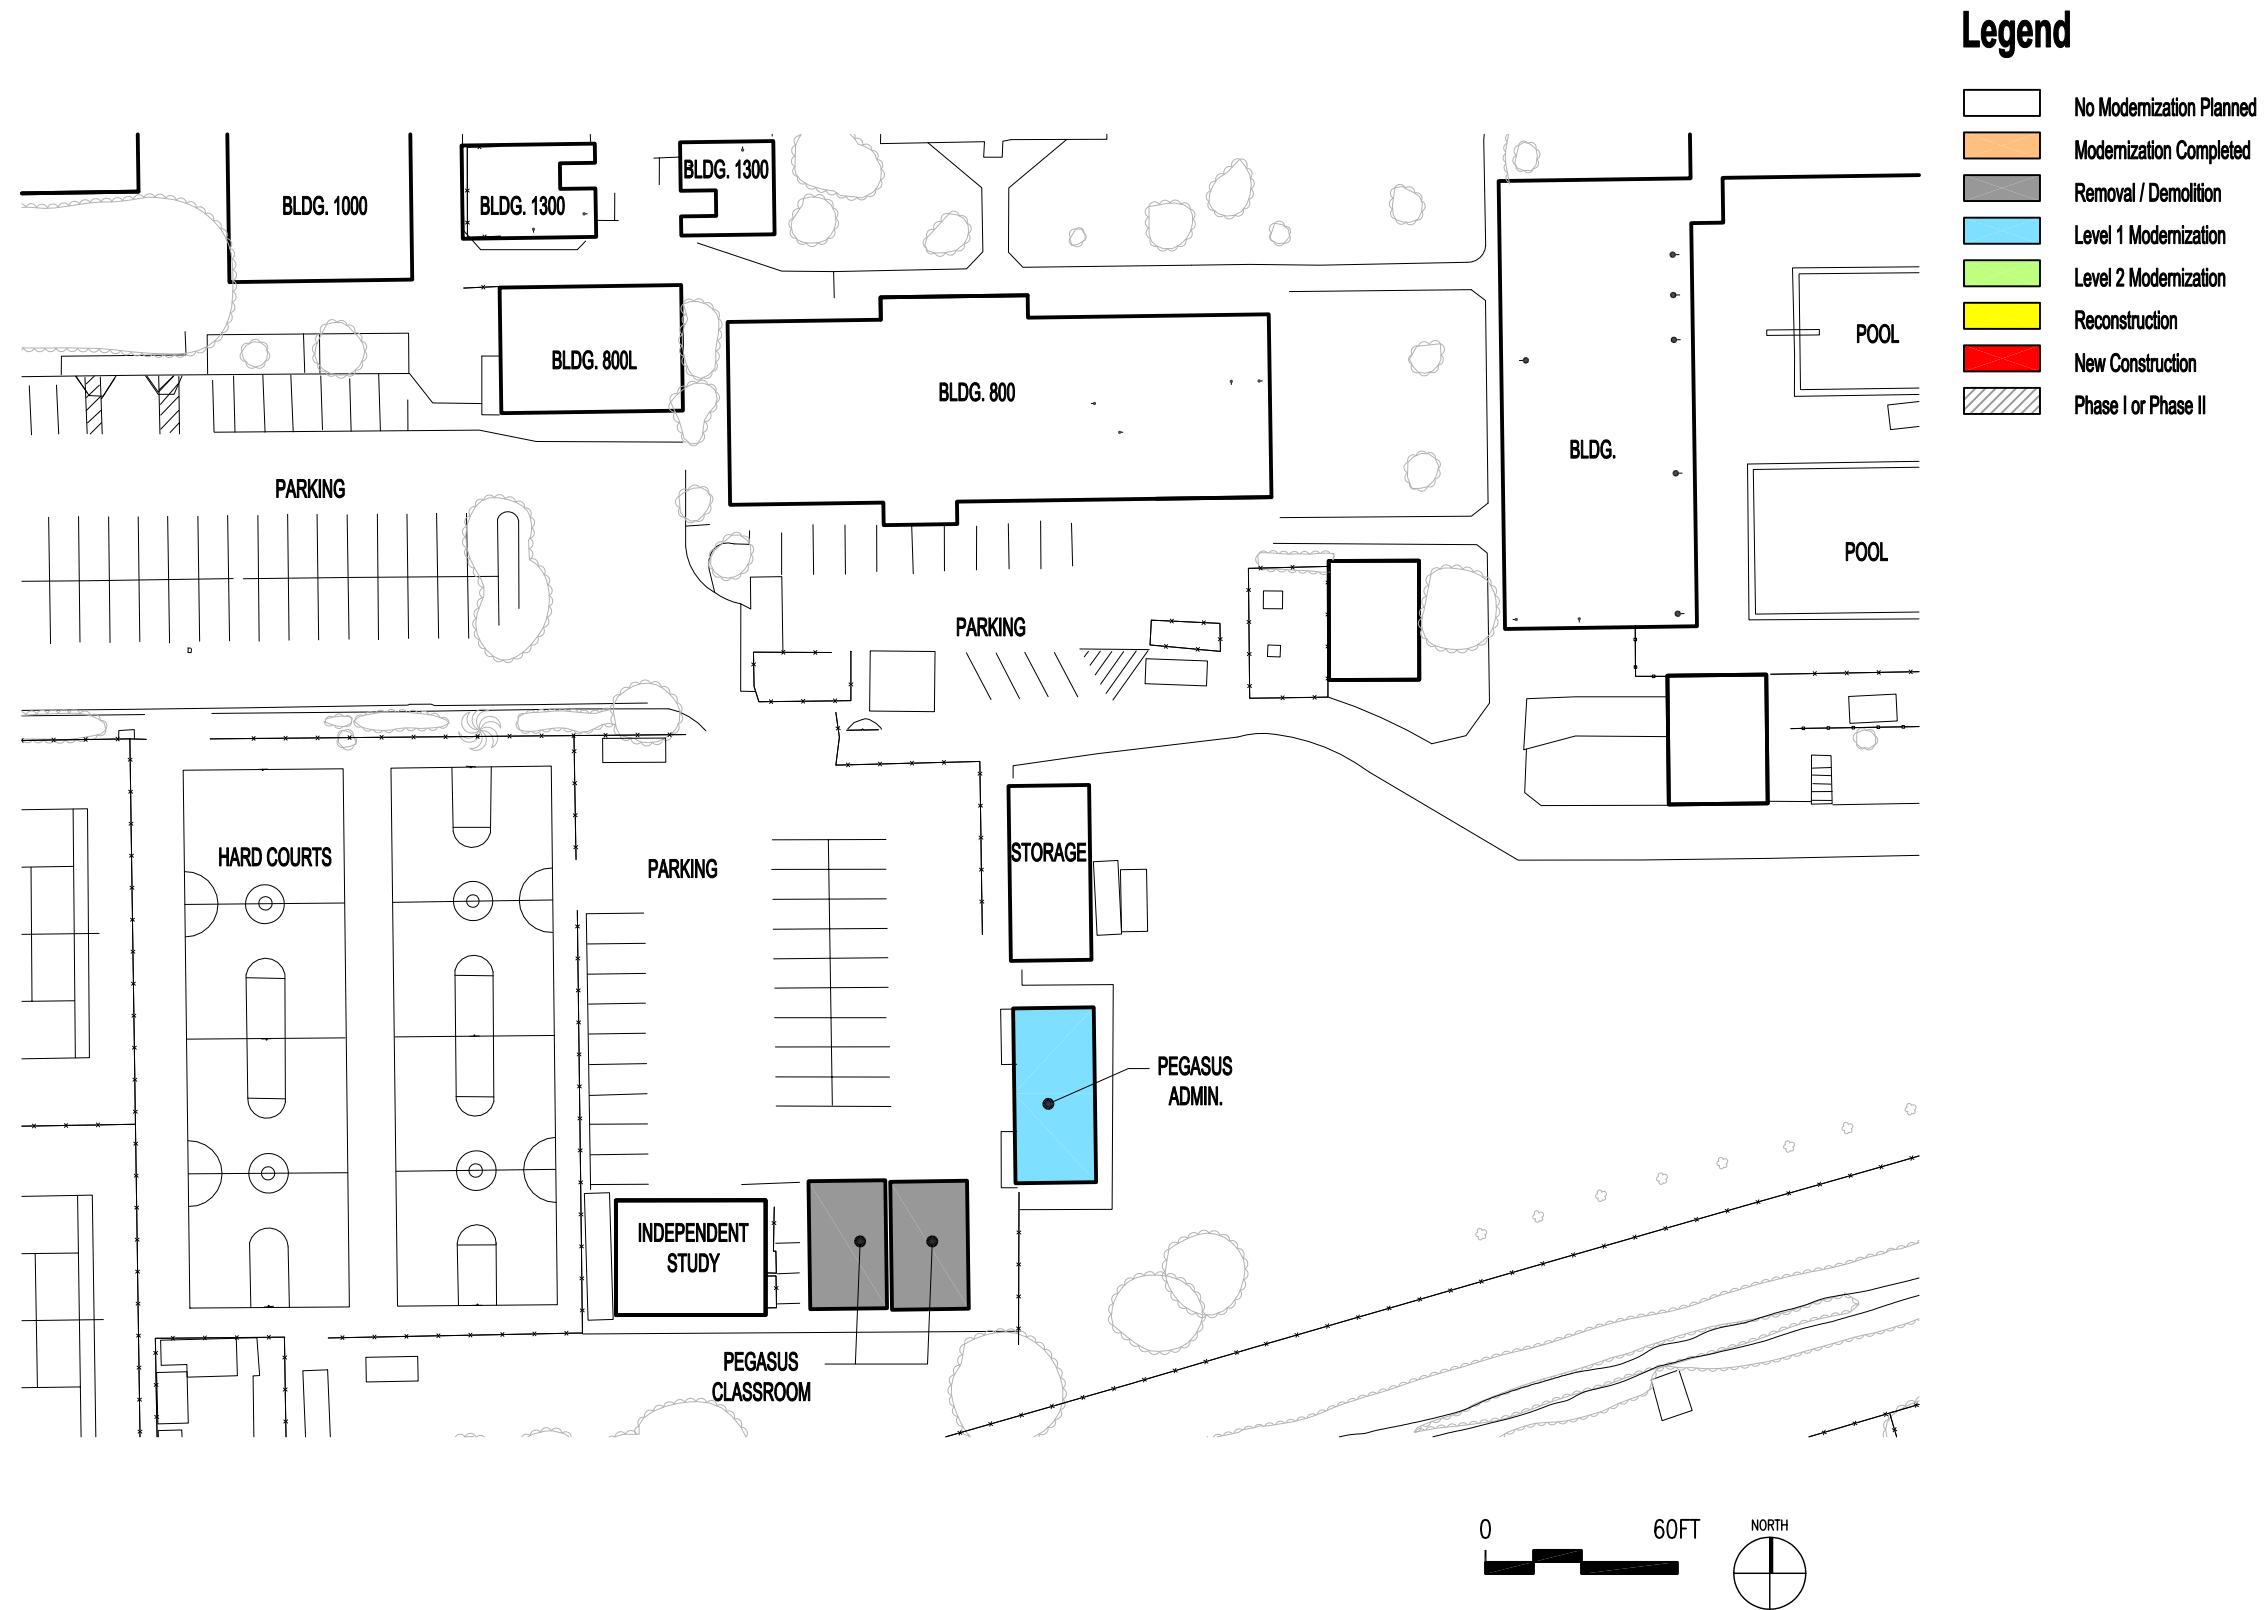 Legend
No Modernization Planned
Modernization Completed
Removal / Demolition
Level 1 Modernization
Level 2 Modernization
Reconstruction
New Construction
Phase I or Phase II
BLDG. 1000
BLDG. 1300
BLDG. 1300
BLDG. 800L
BLDG. 800
BLDG.
POOL
POOL
PARKING
PARKING
HARD COURTS
PARKING
STORAGE
PEGASUS
ADMIN.
INDEPENDENT
STUDY
PEGASUS
CLASSROOM
0
60FT
NORTH